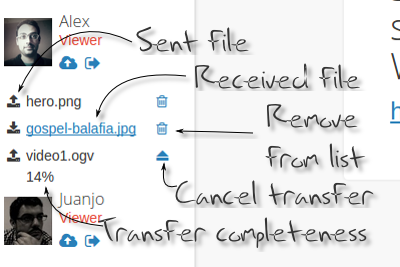 Alex
Viewer
Sent file
Received file
hero.png
gospel-balafia.jpg
Remove
from list
video1.ogv
14%
Cancel transfer
Juanjo
Viewer
Transfer completeness